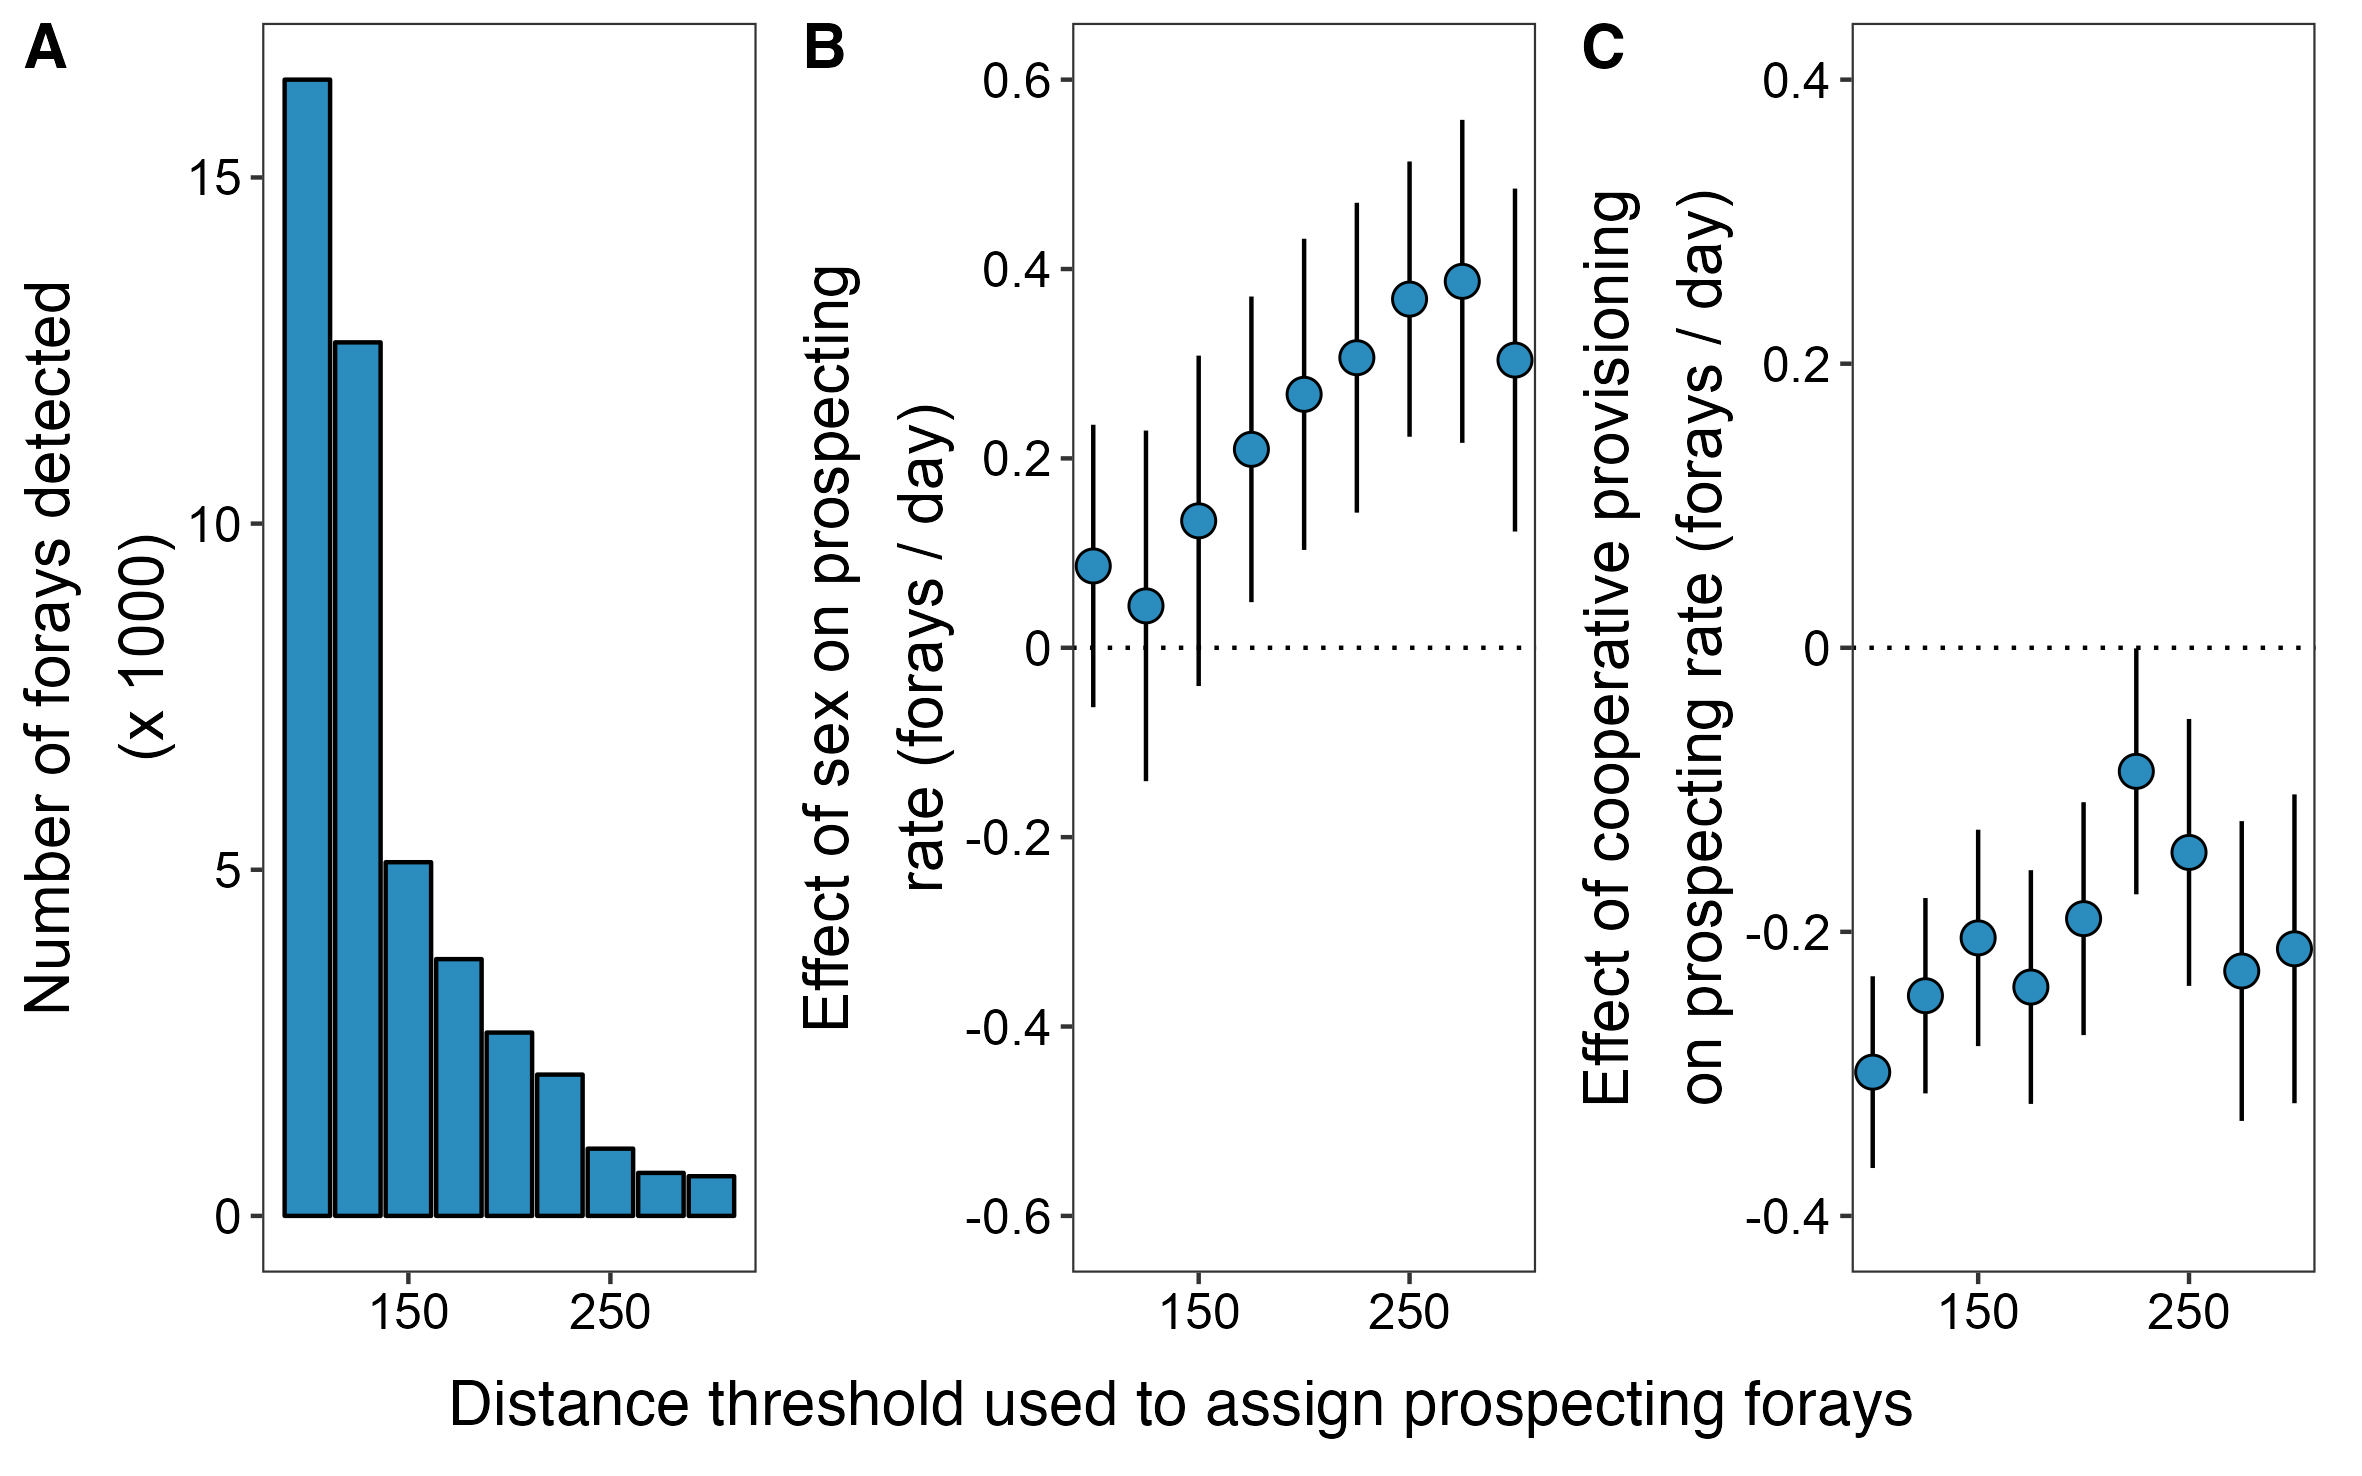 A
Number of forays detected
(x 1000)
15
10
5
0
150
250
B
Effect of sex on prospecting
rate (forays / day)
0.6
0.4
0.2
0
-0.2
-0.4
-0.6
150
250
C
Effect of cooperative provisioning
on prospecting rate (forays / day)
0.4
0.2
0
-0.2
-0.4
150
250
Distance threshold used to assign prospecting forays